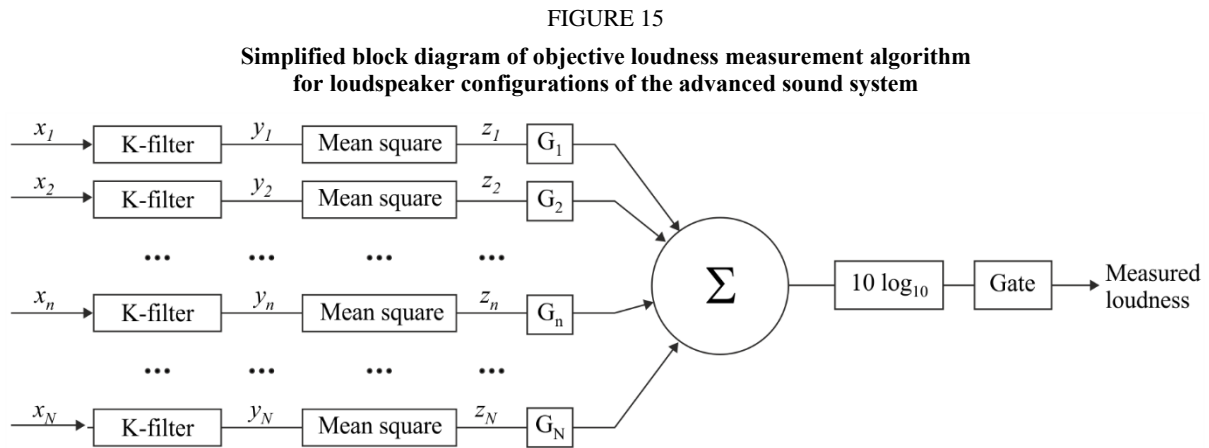 FIGURE 15
Simplified block diagram of objective loudness measurement algorithm
for loudspeaker configurations of the advanced sound system
x1 K-filter y1 Mean square z1 G1
x2 K-filter y2 Mean square z2 G2
... ... ... ...
xn K-filter yn Mean square zn Gn
Σ 10 log10 Gate Measured
loudness
... ... ... ...
xN K-filter yN Mean square zN GN